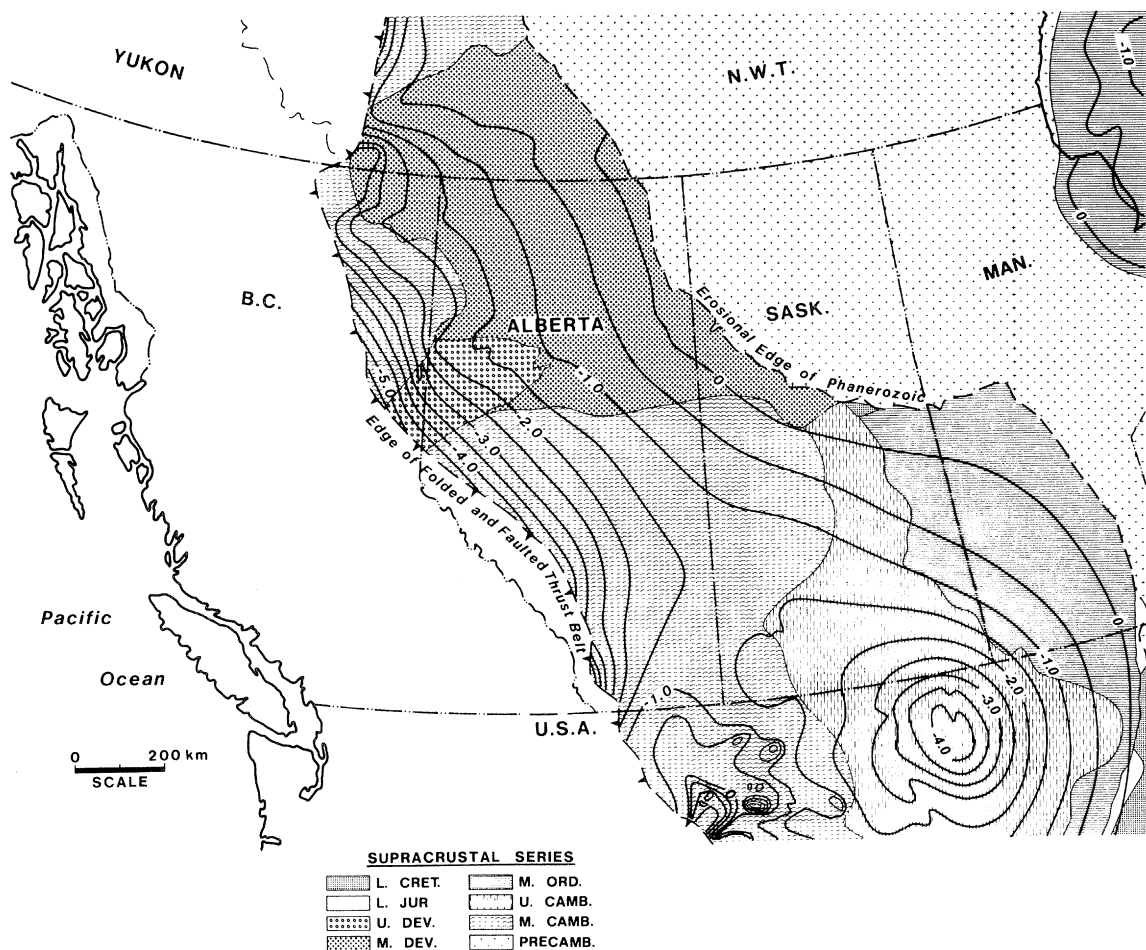 YUKON
N.W.T.
-1.0
0
B.C.
MAN.
SASK.
ALBERTA
Erosional Edge of Phanerozoic
0
-1.0
-2.0
-3.0
-4.0
-5.0
Edge of Folded and Faulted Thrust Belt
Pacific
Ocean
0
-1.0
-2.0
-3.0
-4.0
-1.0
U.S.A.
0 200 km
SCALE
SUPRACRUSTAL SERIES
L. CRET.
L. JUR
U. DEV.
M. DEV.
M. ORD.
U. CAMB.
M. CAMB.
PRECAMB.